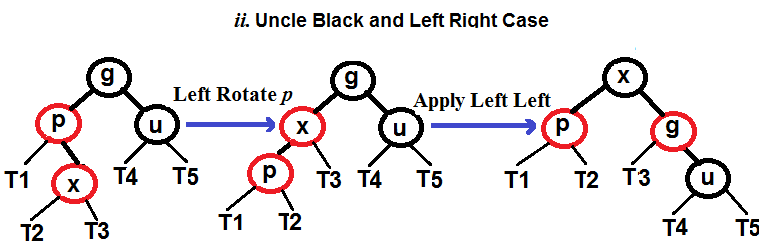 ii. Uncle Black and Left Right Case
g
p
u
x
T1
T4
T5
T2
T3
Left Rotate p
g
x
u
p
T3
T4
T5
T1
T2
Apply Left Left
x
p
g
u
T1
T2
T3
T4
T5